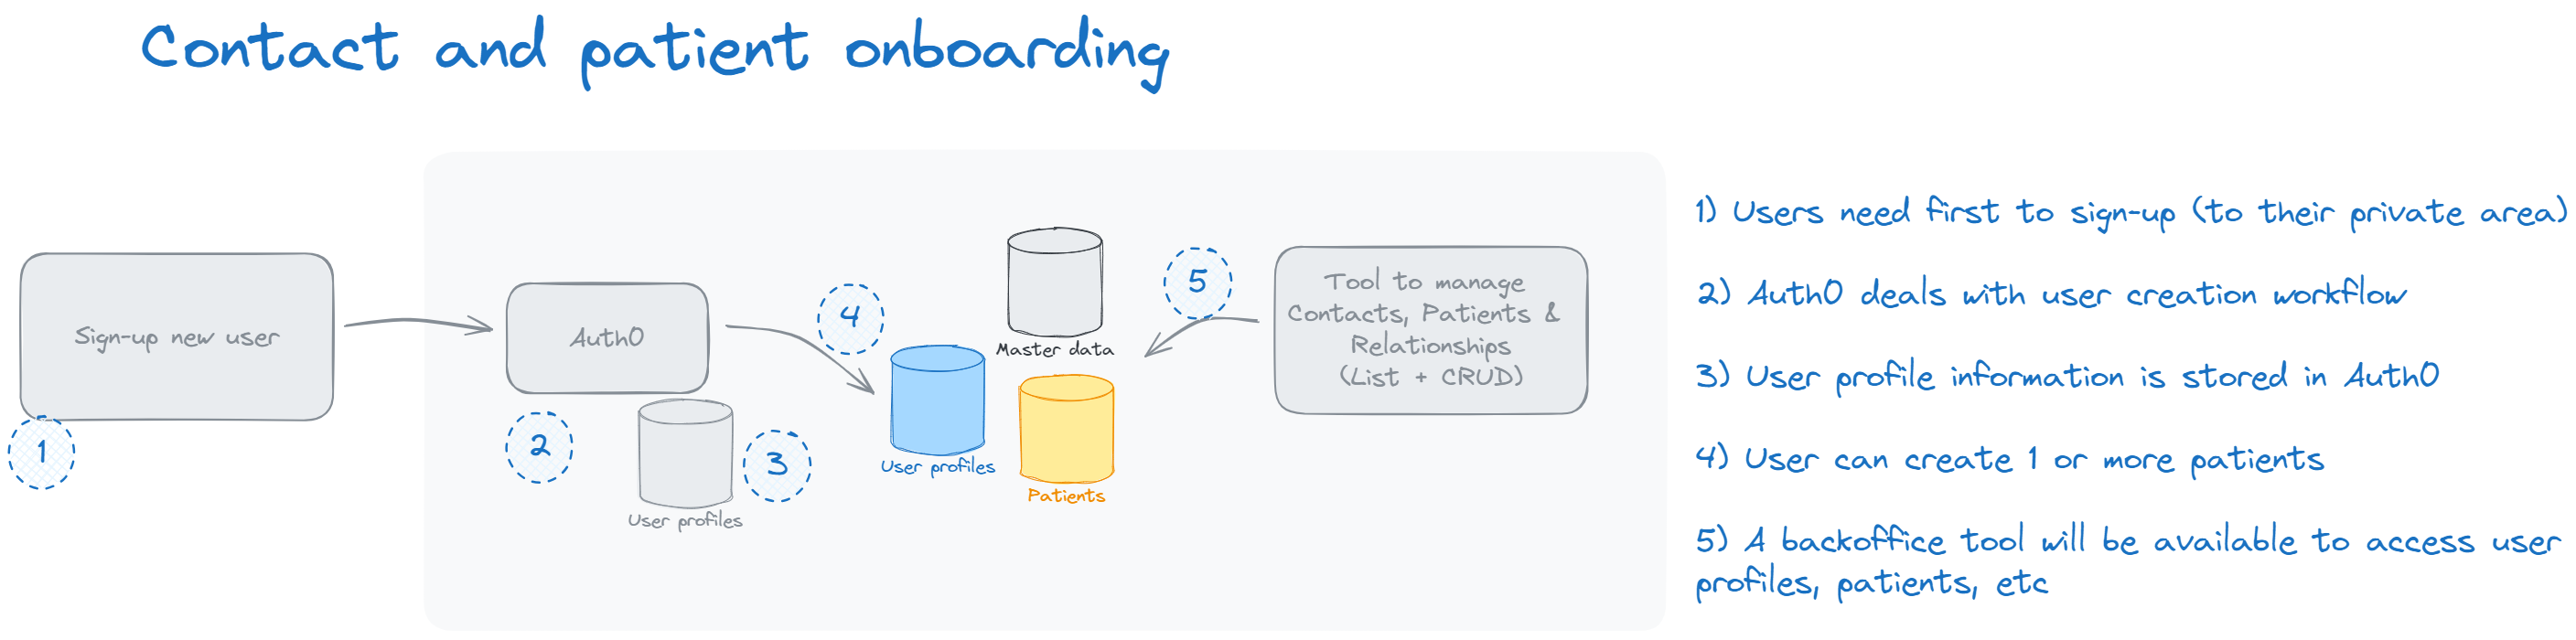 Contact and patient onboarding
Sign-up new user
1
Auth0
2
User profiles
3
4
User profiles
Master data
Patients
5
Tool to manage
Contacts, Patients &
Relationships
(List + CRUD)
1) Users need first to sign-up (to their private area)
2) Auth0 deals with user creation workflow
3) User profile information is stored in Auth0
4) User can create 1 or more patients
5) A backoffice tool will be available to access user
profiles, patients, etc